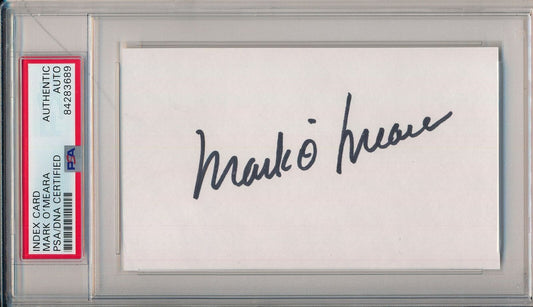 INDEX CARD
MARK O'MEARA
PSA/DNA CERTIFIED
AUTHENTIC
AUTO
84283689
PSA
Mark O'Meara